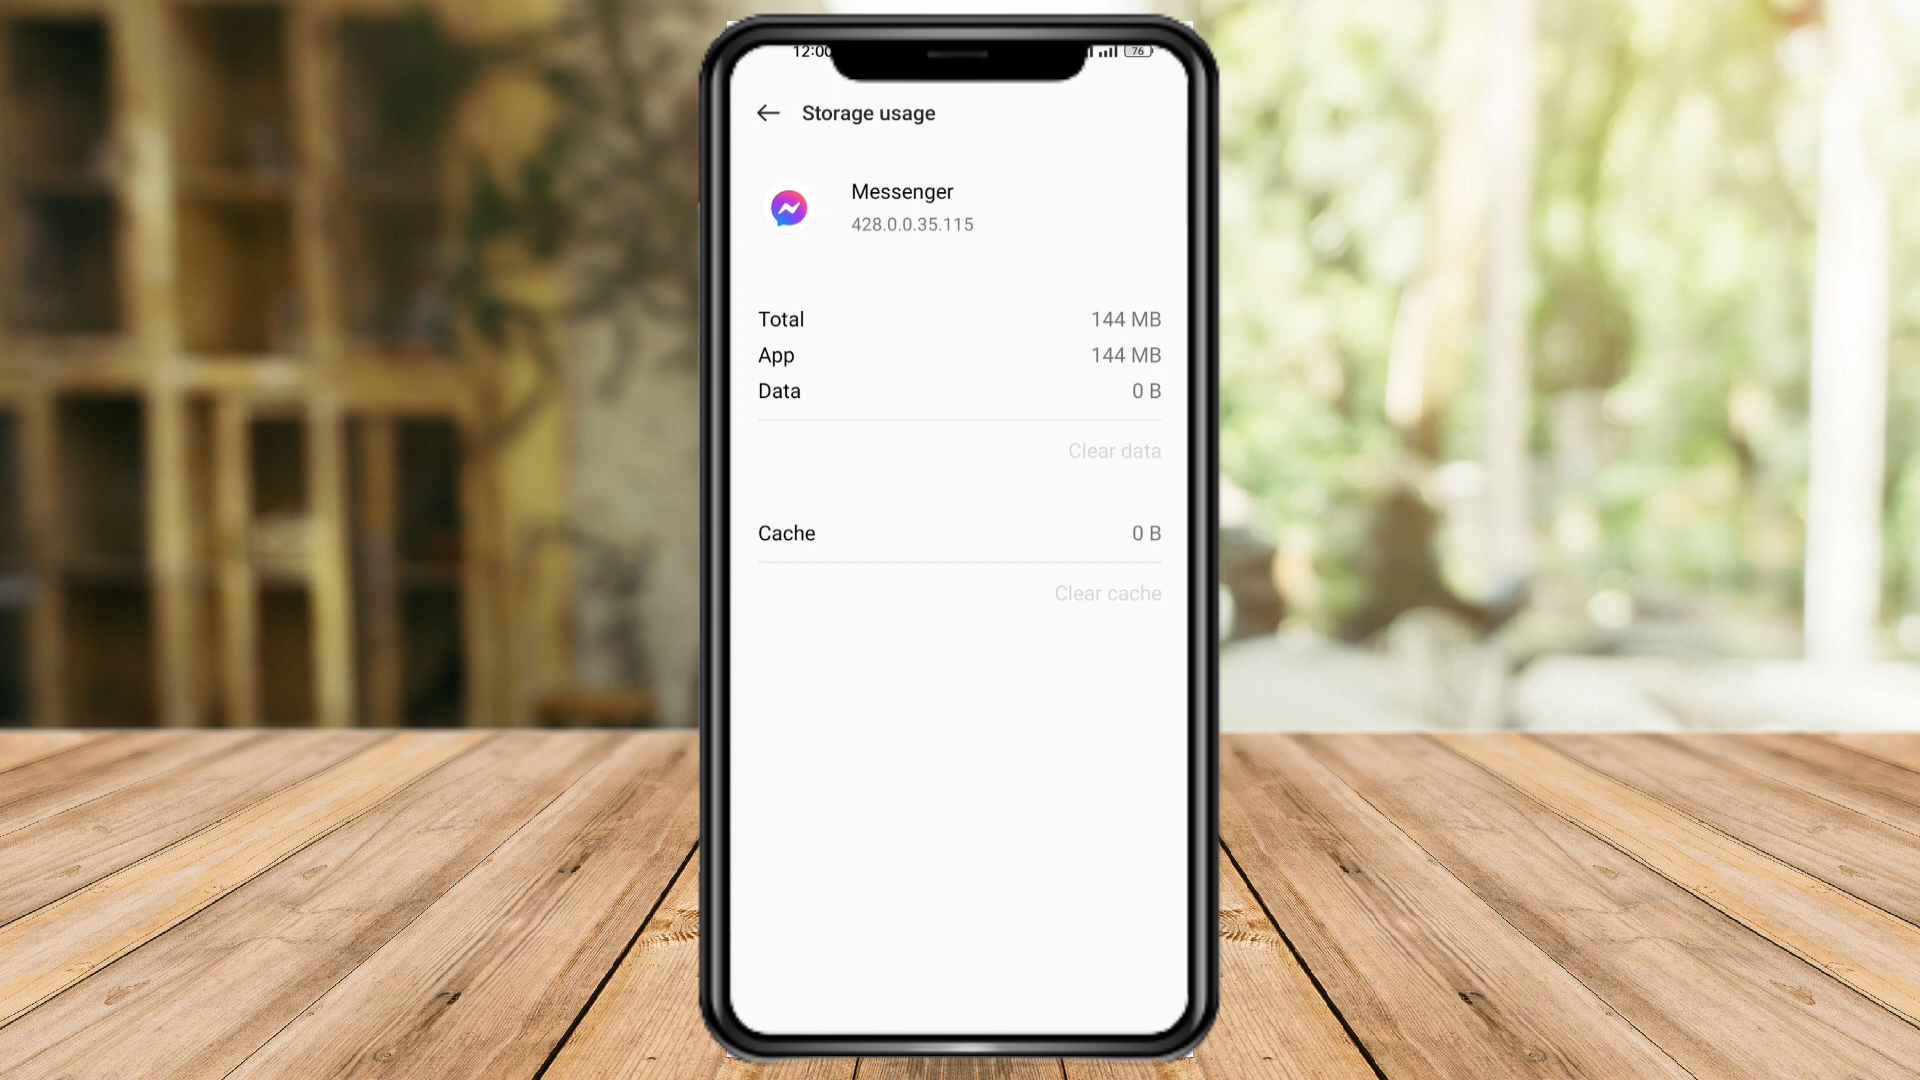 12:00
76
Storage usage
Messenger
428.0.0.35.115
Total 144 MB
App 144 MB
Data 0 B
Clear data
Cache 0 B
Clear cache